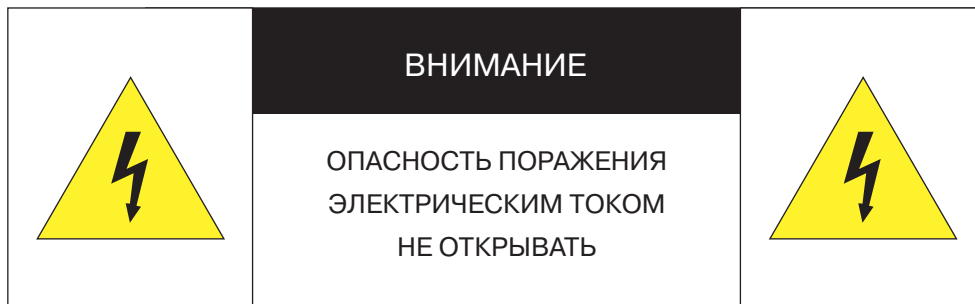 ВНИМАНИЕ
ОПАСНОСТЬ ПОРАЖЕНИЯ
ЭЛЕКТРИЧЕСКИМ ТОКОМ
НЕ ОТКРЫВАТЬ